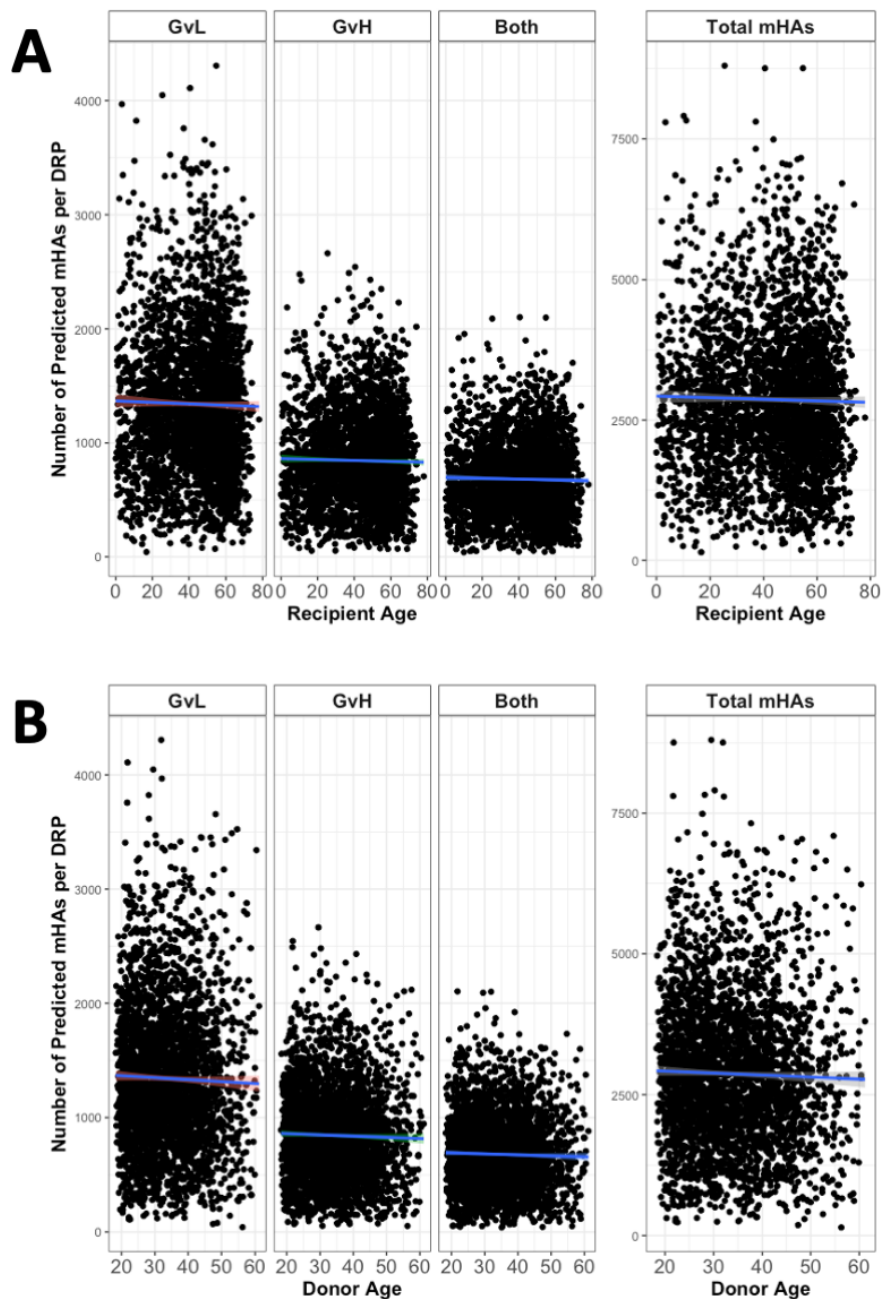 A
GvL GvH Both Total mHAs
Number of Predicted mHAs per DRP
4000
3000
2000
1000
0
7500
5000
2500
0
0 20 40 60 80 0 20 40 60 80 0 20 40 60 80 0 20 40 60 80
Recipient Age Recipient Age
B
GvL GvH Both Total mHAs
Number of Predicted mHAs per DRP
4000
3000
2000
1000
0
7500
5000
2500
0
20 30 40 50 60 20 30 40 50 60 20 30 40 50 60 20 30 40 50 60
Donor Age Donor Age